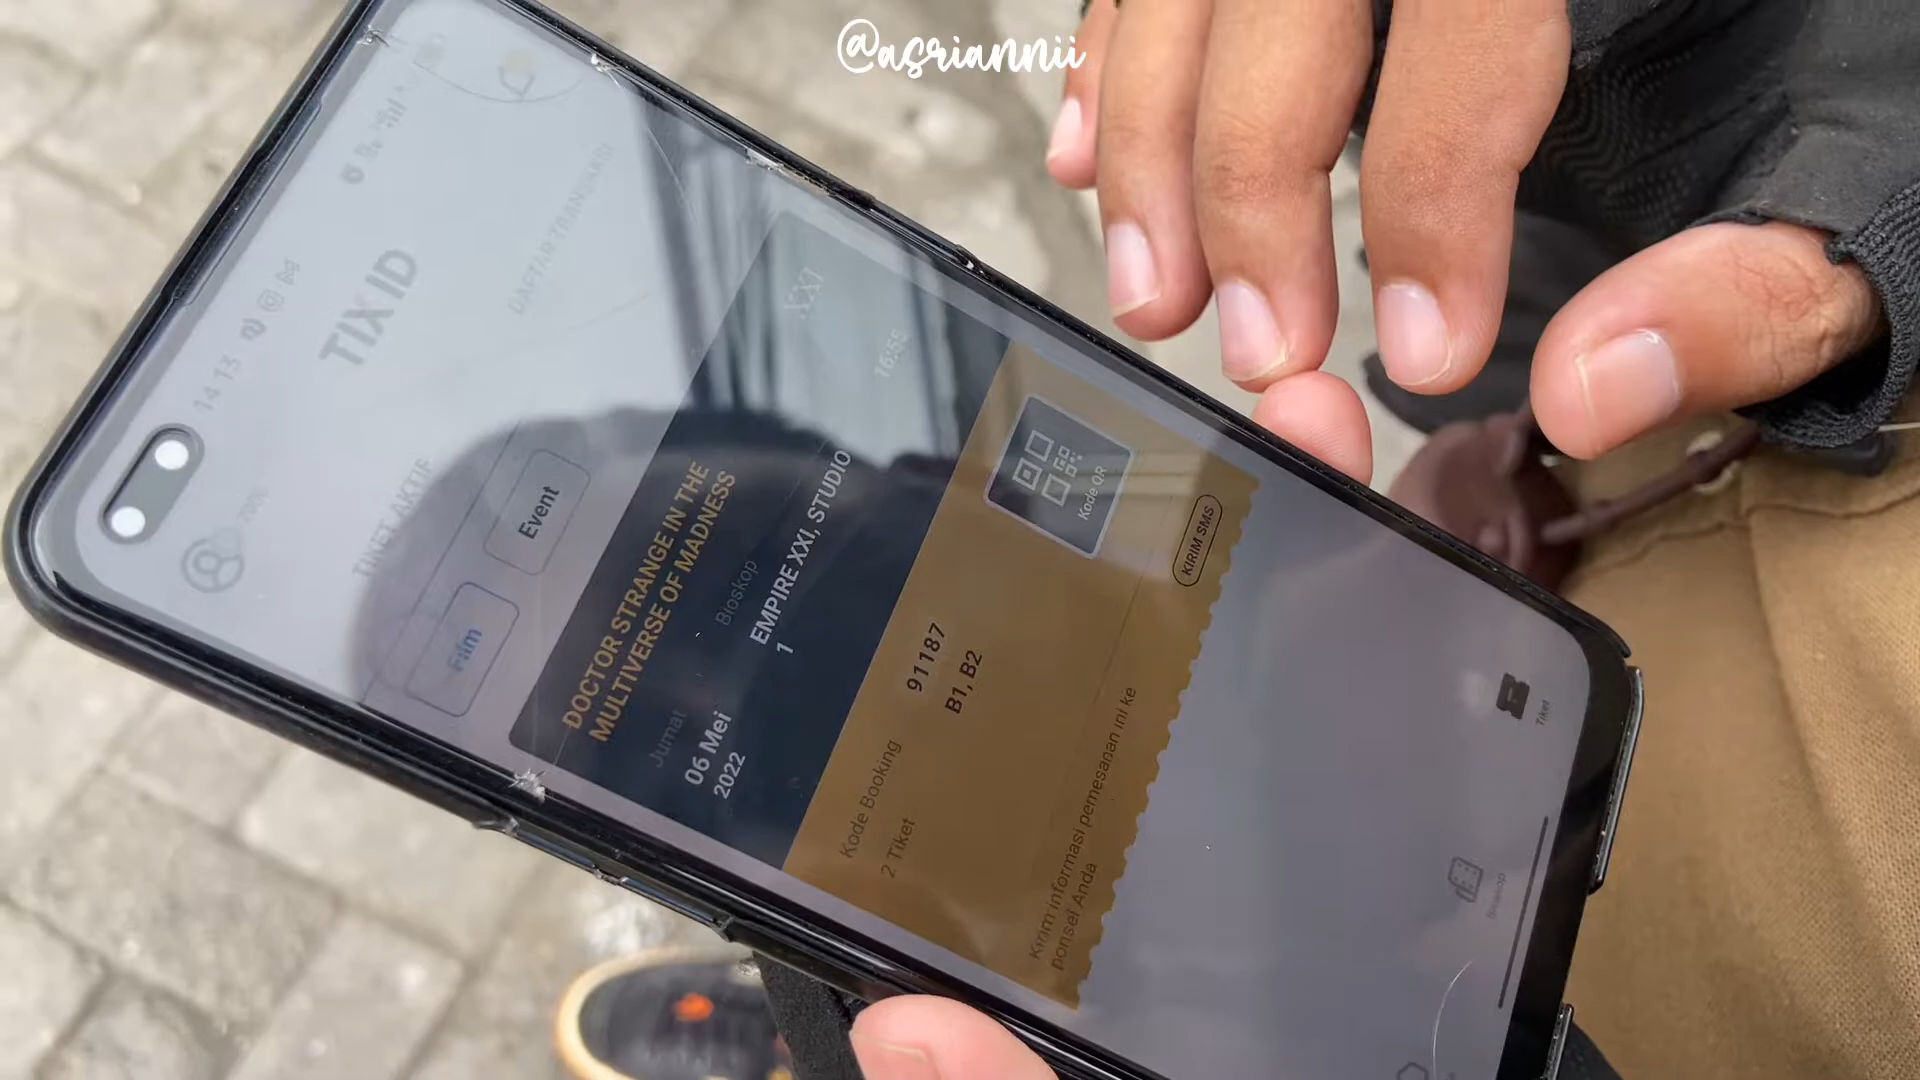 @asriannii
14 13
TIX ID
TIKET AKTIF
DAFTAR TRANSAKSI
Film
Event
DOCTOR STRANGE IN THE
MULTIVERSE OF MADNESS
XXI
Jumat
Bioskop
16:55
06 Mei
2022
EMPIRE XXI, STUDIO
1
Kode Booking
91187
2 Tiket
B1, B2
Kode QR
Kirim informasi pemesanan ini ke
ponsel Anda
KIRIM SMS
Bioskop
Tiket